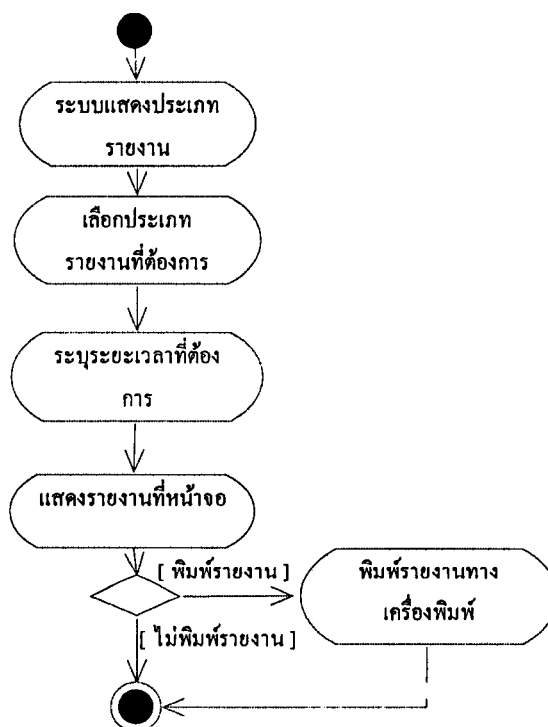 ระบบแสดงประเภท
รายงาน
เลือกประเภท
รายงานที่ต้องการ
ระบุระยะเวลาที่ต้อง
การ
แสดงรายงานที่หน้าจอ
[ พิมพ์รายงาน ]
พิมพ์รายงานทาง
เครื่องพิมพ์
[ ไม่พิมพ์รายงาน ]